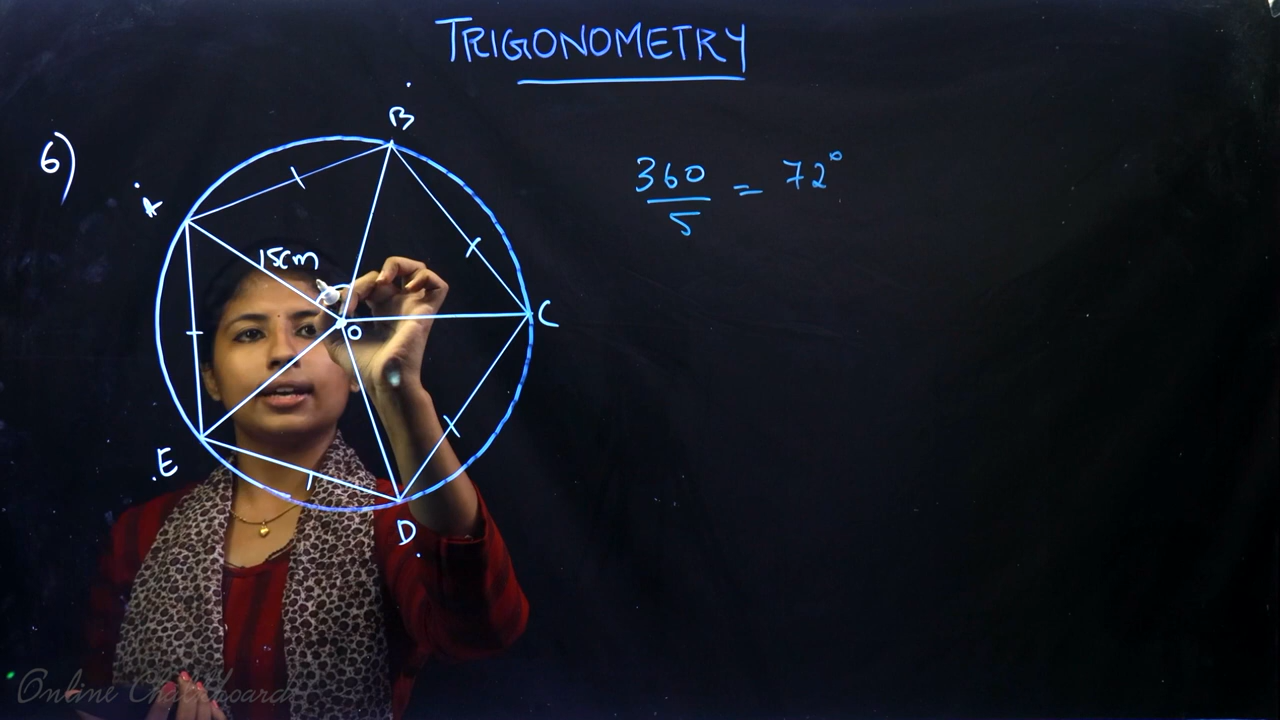 TRIGONOMETRY
6)
B
A
360/5 = 72°
15cm
O
C
E
D
Online Chalkboard